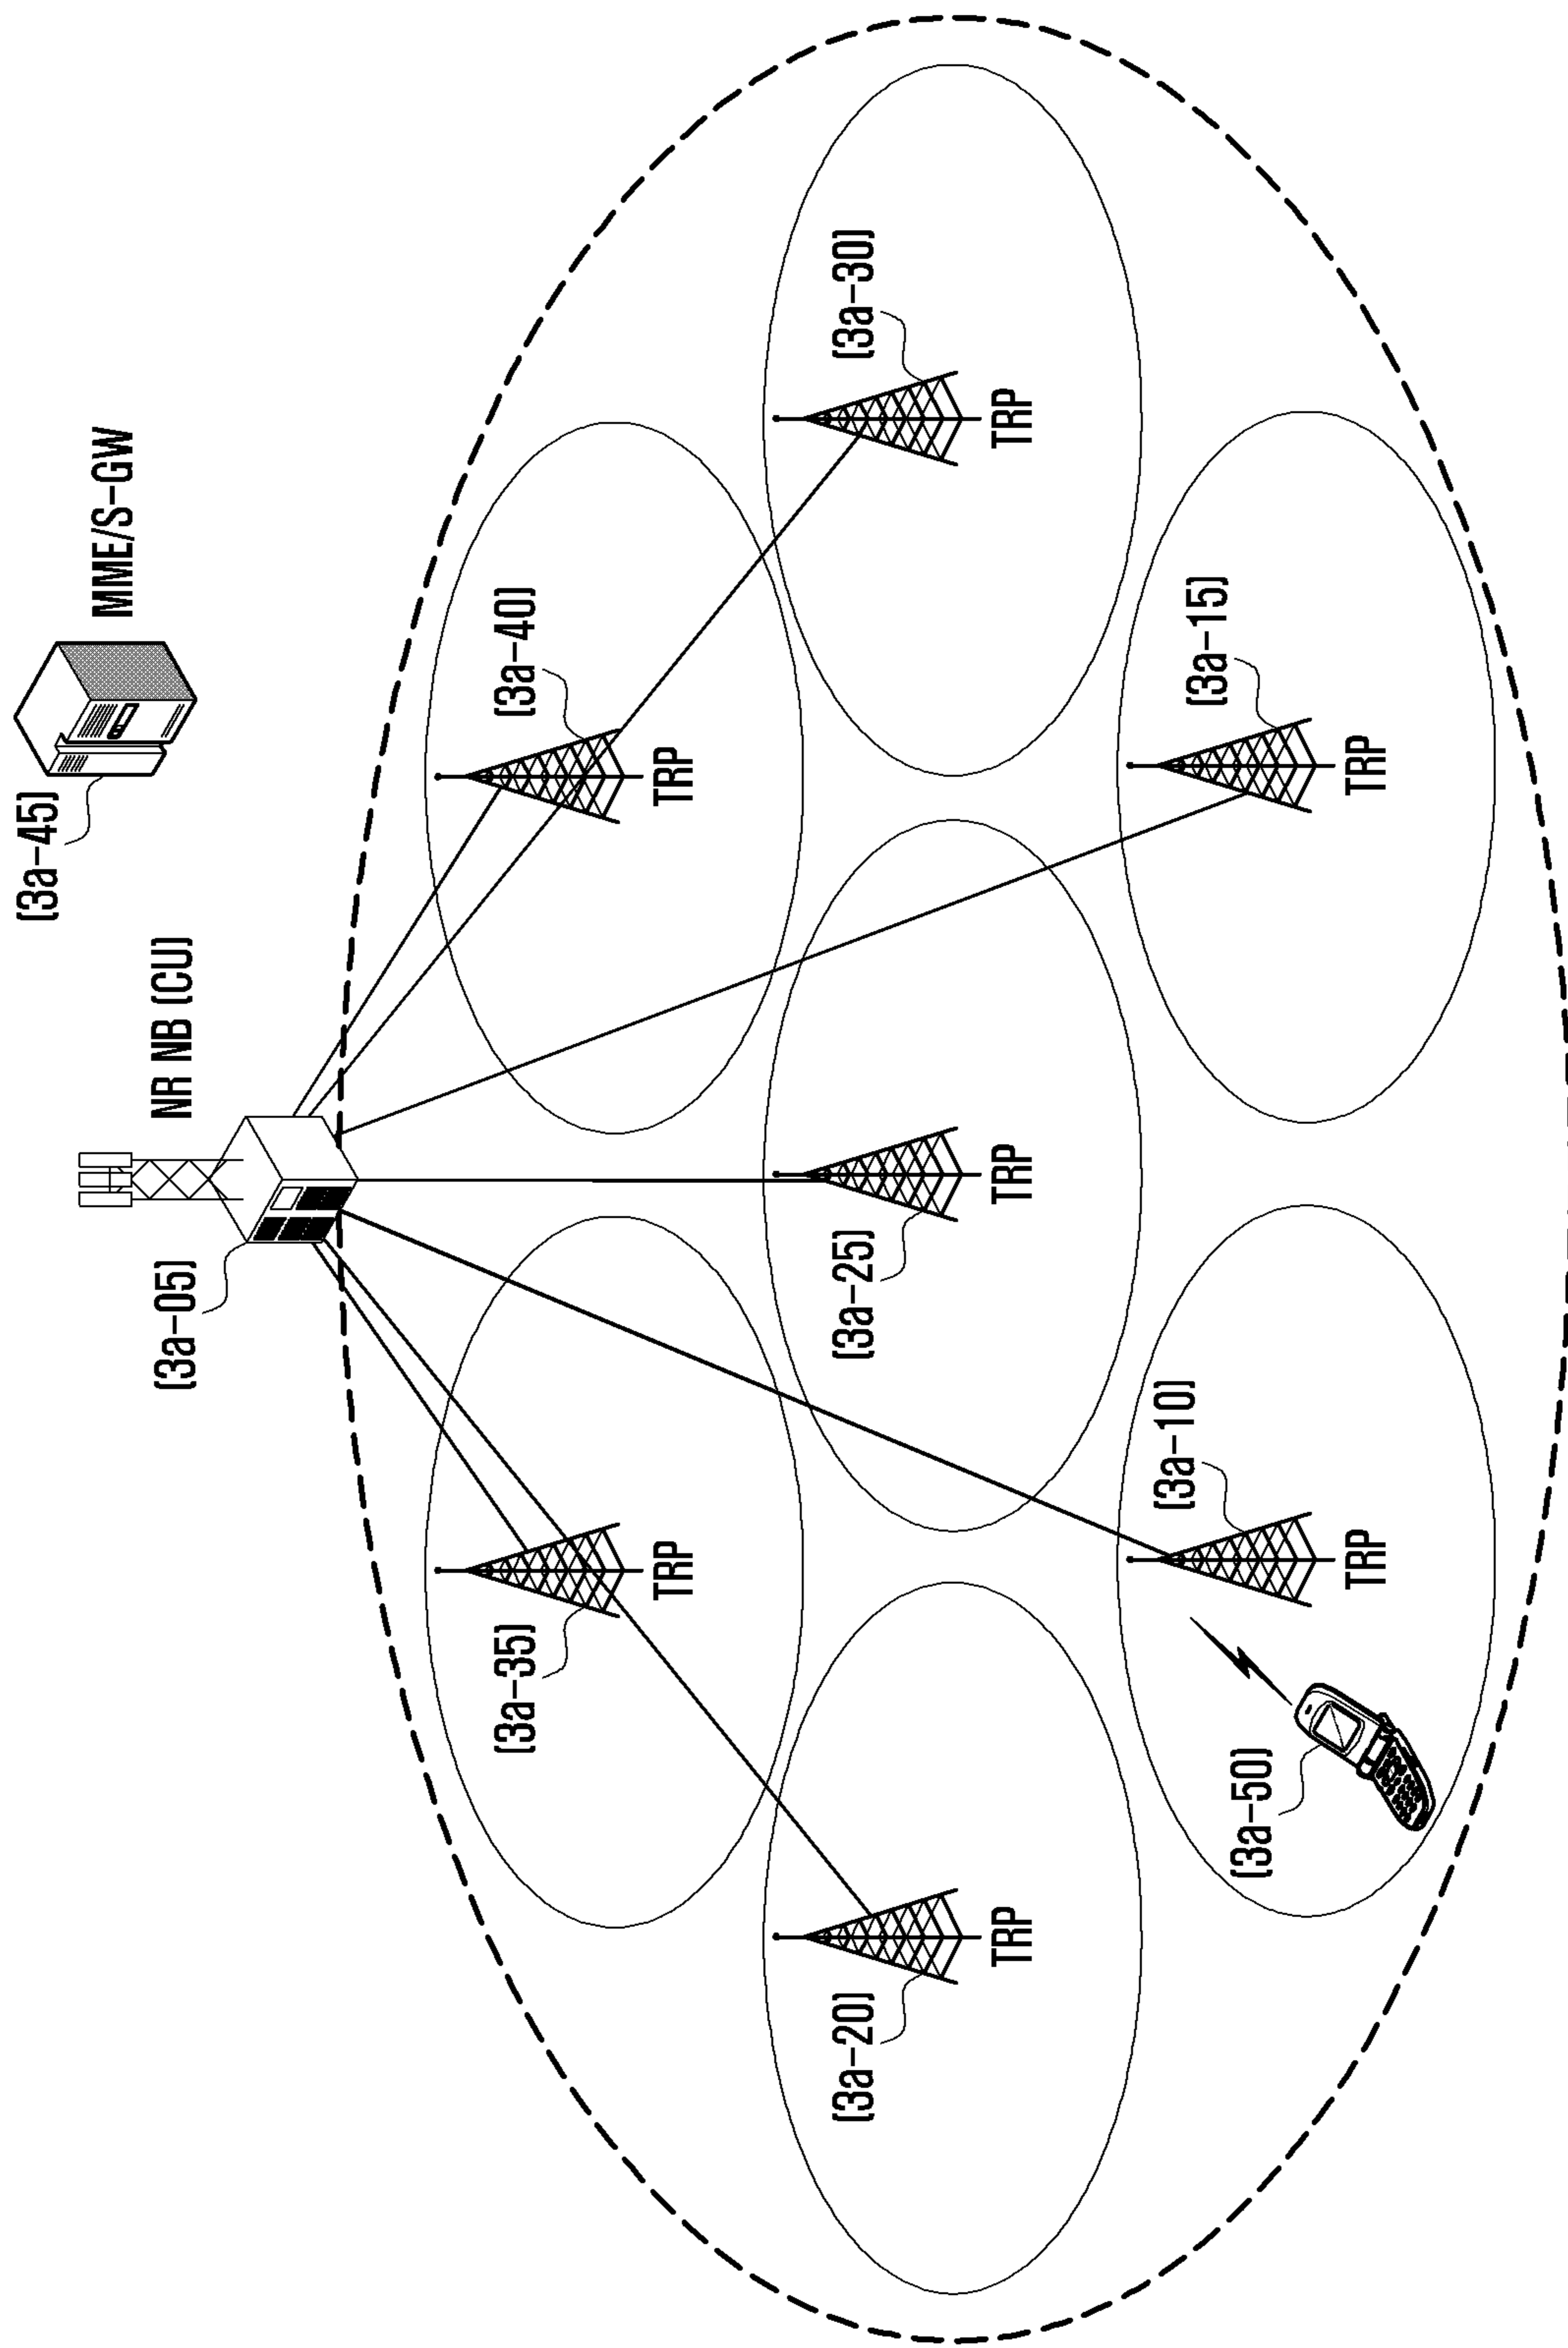 (3a-45)
MME/S-GW
NR NB (CU)
(3a-05)
(3a-35)
TRP
(3a-40)
TRP
(3a-20)
TRP
(3a-25)
TRP
(3a-30)
TRP
(3a-50)
(3a-10)
TRP
(3a-15)
TRP